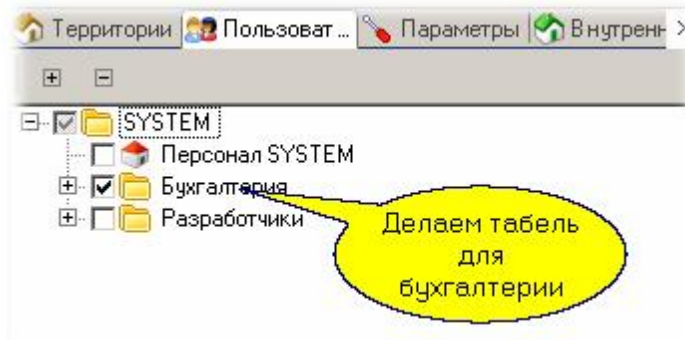 Территории Пользоват ... Параметры Внутренн
SYSTEM
Персонал SYSTEM
Бухгалтерия
Разработчики
Делаем табель
для
бухгалтерии